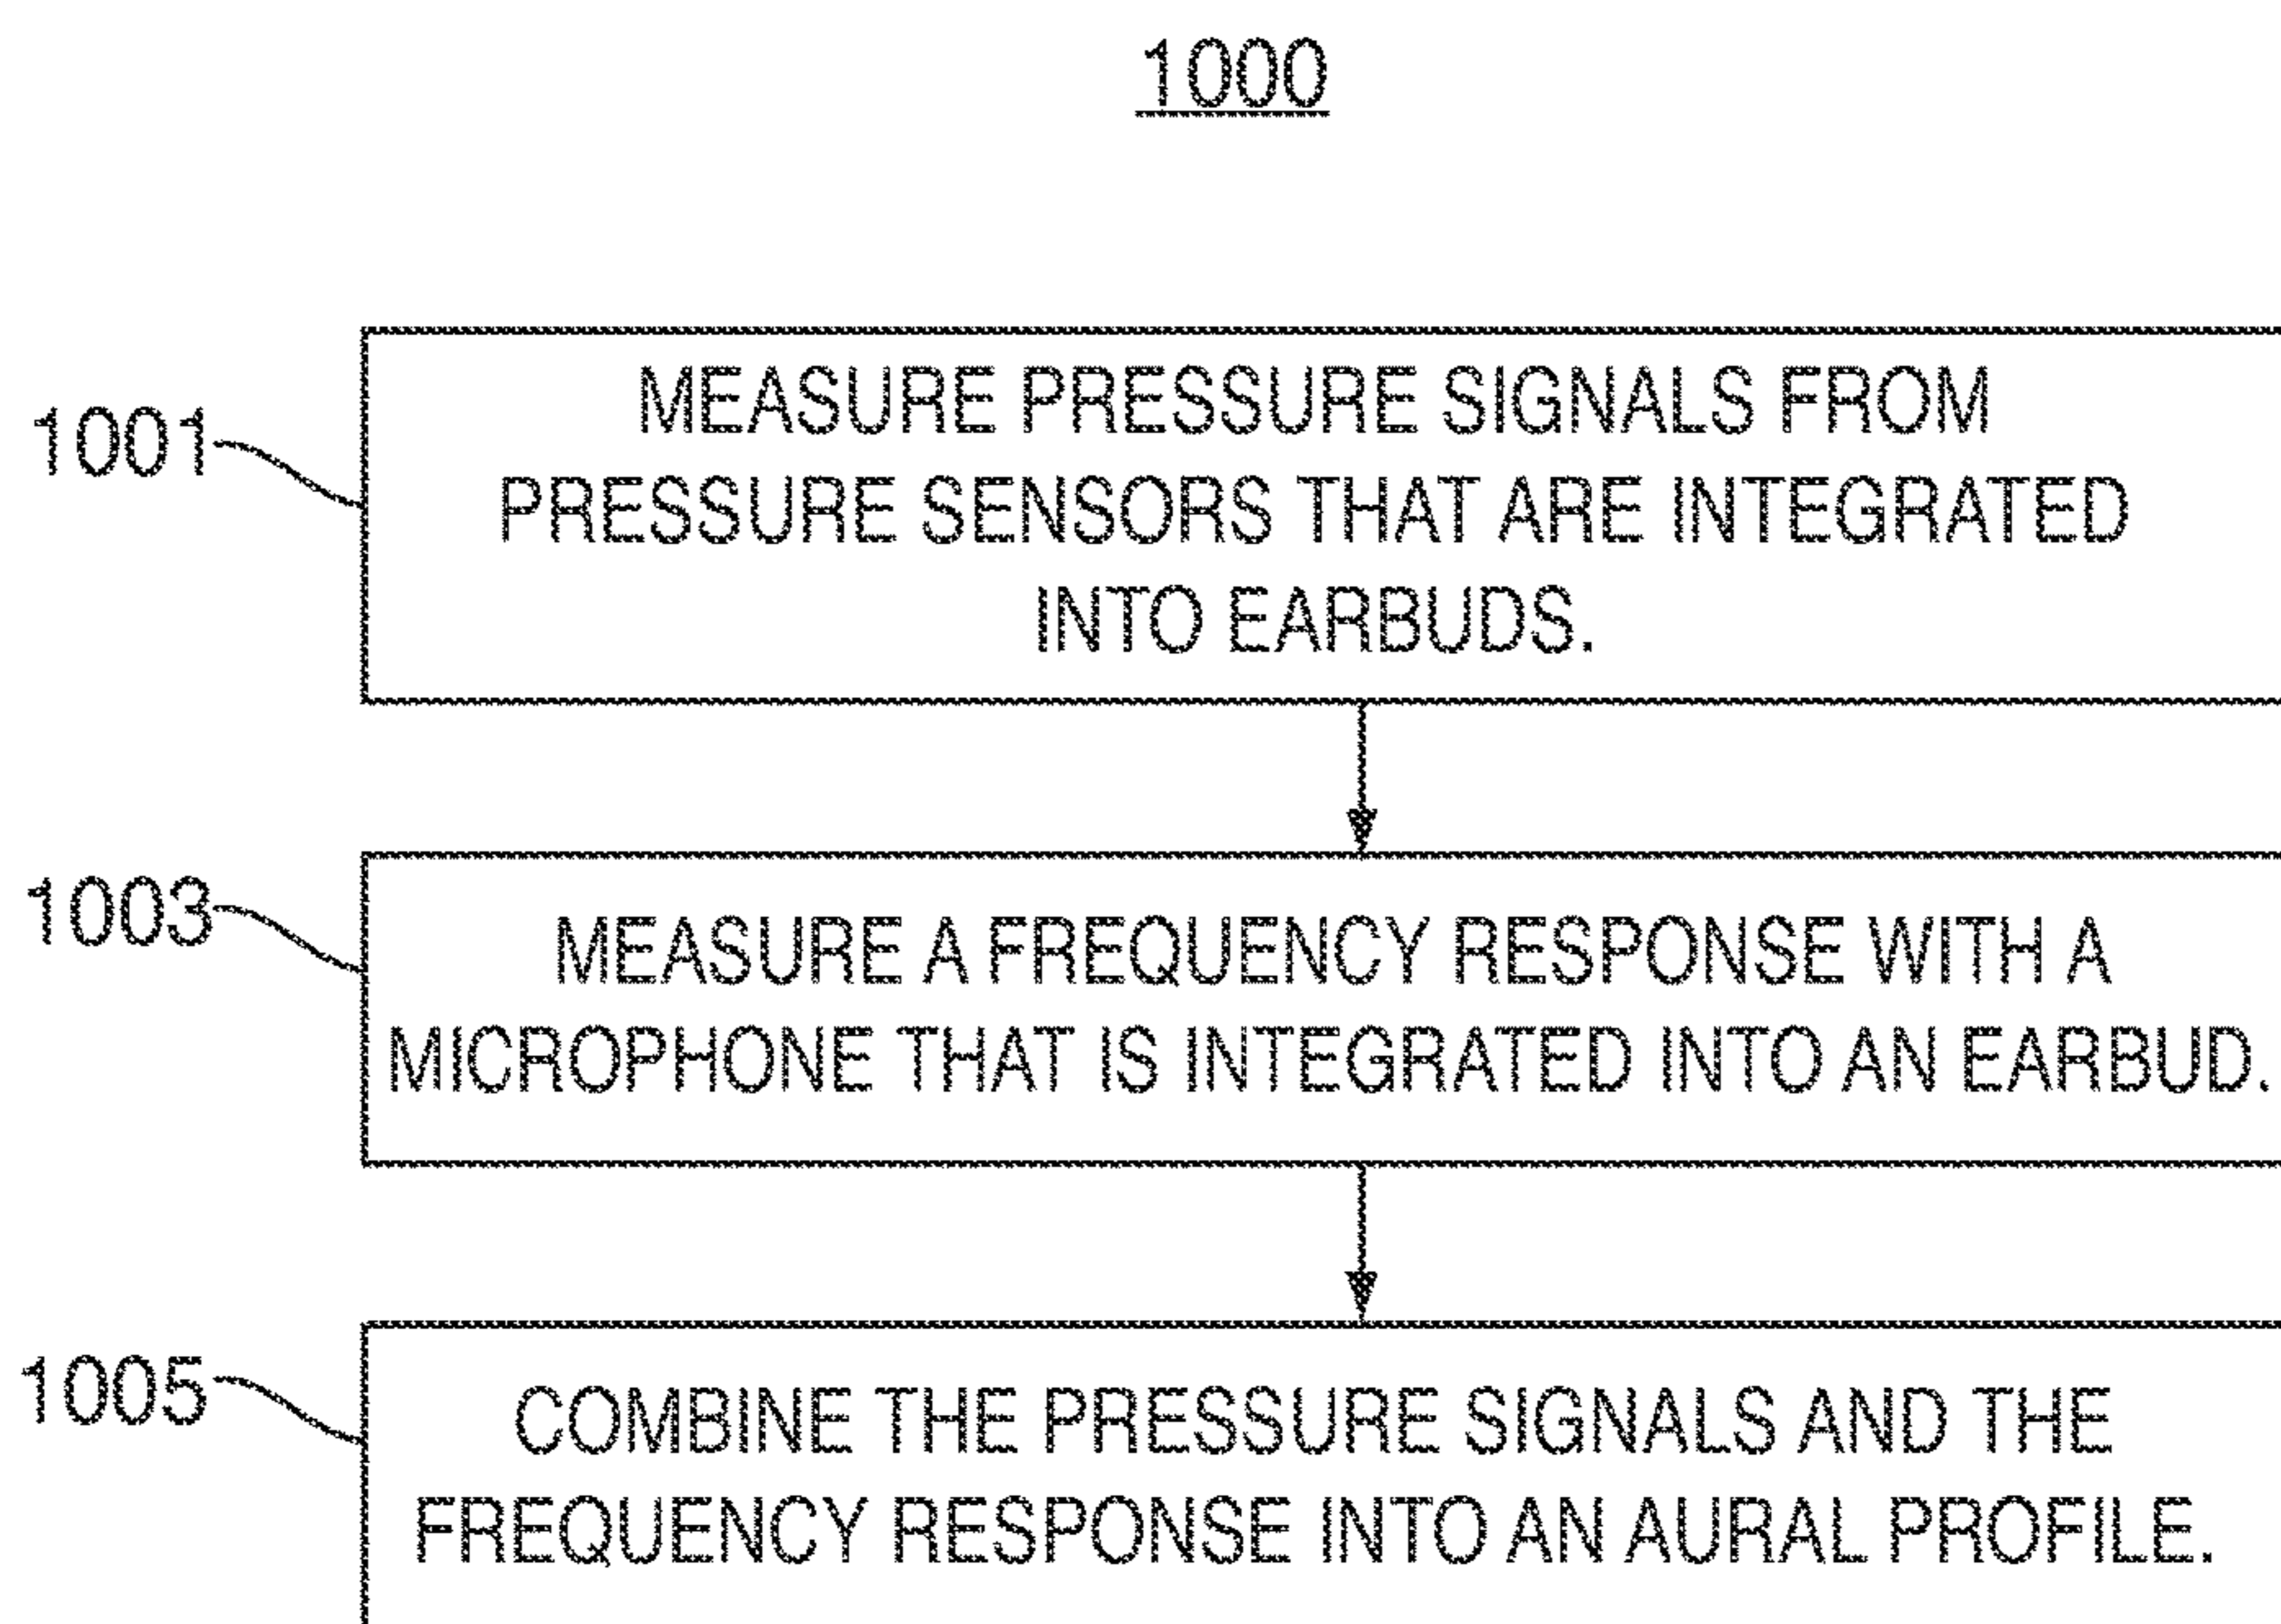 1000
1001
MEASURE PRESSURE SIGNALS FROM
PRESSURE SENSORS THAT ARE INTEGRATED
INTO EARBUDS.
1003
MEASURE A FREQUENCY RESPONSE WITH A
MICROPHONE THAT IS INTEGRATED INTO AN EARBUD.
1005
COMBINE THE PRESSURE SIGNALS AND THE
FREQUENCY RESPONSE INTO AN AURAL PROFILE.